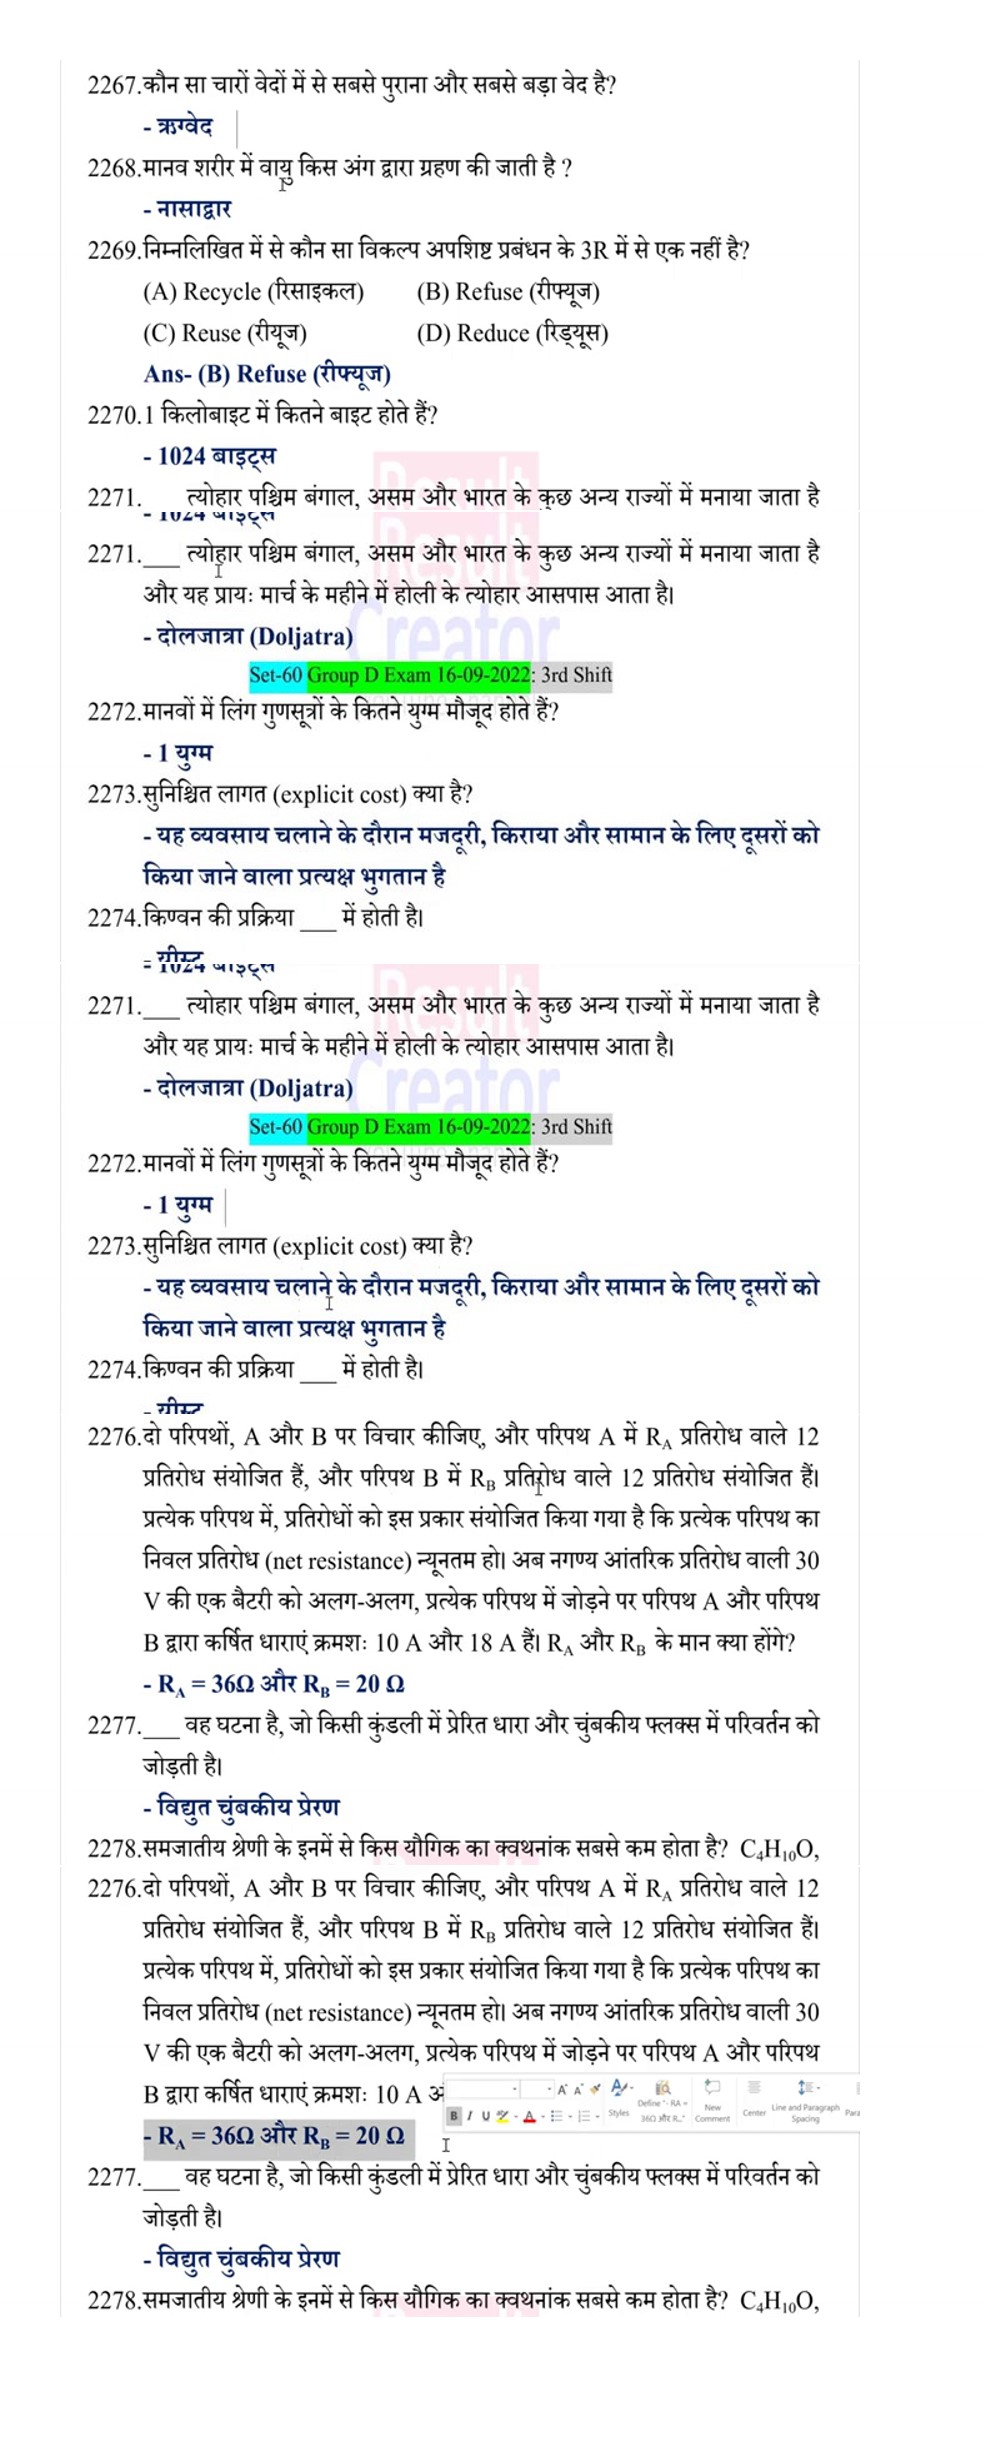 2267.कौन सा चारों वेदों में से सबसे पुराना और सबसे बड़ा वेद है?
- ऋग्वेद
2268.मानव शरीर में वायु किस अंग द्वारा ग्रहण की जाती है ?
- नासाद्वार
2269.निम्नलिखित में से कौन सा विकल्प अपशिष्ट प्रबंधन के 3R में से एक नहीं है?
(A) Recycle (रिसाइकल) (B) Refuse (रीफ्यूज)
(C) Reuse (रीयूज) (D) Reduce (रिड्यूस)
Ans- (B) Refuse (रीफ्यूज)
2270.1 किलोबाइट में कितने बाइट होते हैं?
- 1024 बाइट्स
2271. त्योहार पश्चिम बंगाल, असम और भारत के कुछ अन्य राज्यों में मनाया जाता है
- 1024 बाइट्स
2271.___ त्योहार पश्चिम बंगाल, असम और भारत के कुछ अन्य राज्यों में मनाया जाता है
और यह प्रायः मार्च के महीने में होली के त्योहार आसपास आता है।
- दोलजात्रा (Doljatra)
Set-60 Group D Exam 16-09-2022: 3rd Shift
2272.मानवों में लिंग गुणसूत्रों के कितने युग्म मौजूद होते हैं?
- 1 युग्म
2273.सुनिश्चित लागत (explicit cost) क्या है?
- यह व्यवसाय चलाने के दौरान मजदूरी, किराया और सामान के लिए दूसरों को
किया जाने वाला प्रत्यक्ष भुगतान है
2274.किण्वन की प्रक्रिया ___ में होती है।
- यीस्ट
- 1024 बाइट्स
2271.___ त्योहार पश्चिम बंगाल, असम और भारत के कुछ अन्य राज्यों में मनाया जाता है
और यह प्रायः मार्च के महीने में होली के त्योहार आसपास आता है।
- दोलजात्रा (Doljatra)
Set-60 Group D Exam 16-09-2022: 3rd Shift
2272.मानवों में लिंग गुणसूत्रों के कितने युग्म मौजूद होते हैं?
- 1 युग्म
2273.सुनिश्चित लागत (explicit cost) क्या है?
- यह व्यवसाय चलाने के दौरान मजदूरी, किराया और सामान के लिए दूसरों को
किया जाने वाला प्रत्यक्ष भुगतान है
2274.किण्वन की प्रक्रिया ___ में होती है।
- यीस्ट
2276.दो परिपथों, A और B पर विचार कीजिए, और परिपथ A में R_A प्रतिरोध वाले 12
प्रतिरोध संयोजित हैं, और परिपथ B में R_B प्रतिरोध वाले 12 प्रतिरोध संयोजित हैं।
प्रत्येक परिपथ में, प्रतिरोधों को इस प्रकार संयोजित किया गया है कि प्रत्येक परिपथ का
निवल प्रतिरोध (net resistance) न्यूनतम हो। अब नगण्य आंतरिक प्रतिरोध वाली 30
V की एक बैटरी को अलग-अलग, प्रत्येक परिपथ में जोड़ने पर परिपथ A और परिपथ
B द्वारा कर्षित धाराएं क्रमशः 10 A और 18 A हैं। R_A और R_B के मान क्या होंगे?
- R_A = 36Ω और R_B = 20 Ω
2277.___ वह घटना है, जो किसी कुंडली में प्रेरित धारा और चुंबकीय फ्लक्स में परिवर्तन को
जोड़ती है।
- विद्युत चुंबकीय प्रेरण
2278.समजातीय श्रेणी के इनमें से किस यौगिक का क्वथनांक सबसे कम होता है? C₄H₁₀O,
2276.दो परिपथों, A और B पर विचार कीजिए, और परिपथ A में R_A प्रतिरोध वाले 12
प्रतिरोध संयोजित हैं, और परिपथ B में R_B प्रतिरोध वाले 12 प्रतिरोध संयोजित हैं।
प्रत्येक परिपथ में, प्रतिरोधों को इस प्रकार संयोजित किया गया है कि प्रत्येक परिपथ का
निवल प्रतिरोध (net resistance) न्यूनतम हो। अब नगण्य आंतरिक प्रतिरोध वाली 30
V की एक बैटरी को अलग-अलग, प्रत्येक परिपथ में जोड़ने पर परिपथ A और परिपथ
B द्वारा कर्षित धाराएं क्रमशः 10 A
Styles Define "- RA = 36Ω और R..." New Comment Center Line and Paragraph Spacing Para
- R_A = 36Ω और R_B = 20 Ω
2277.___ वह घटना है, जो किसी कुंडली में प्रेरित धारा और चुंबकीय फ्लक्स में परिवर्तन को
जोड़ती है।
- विद्युत चुंबकीय प्रेरण
2278.समजातीय श्रेणी के इनमें से किस यौगिक का क्वथनांक सबसे कम होता है? C₄H₁₀O,